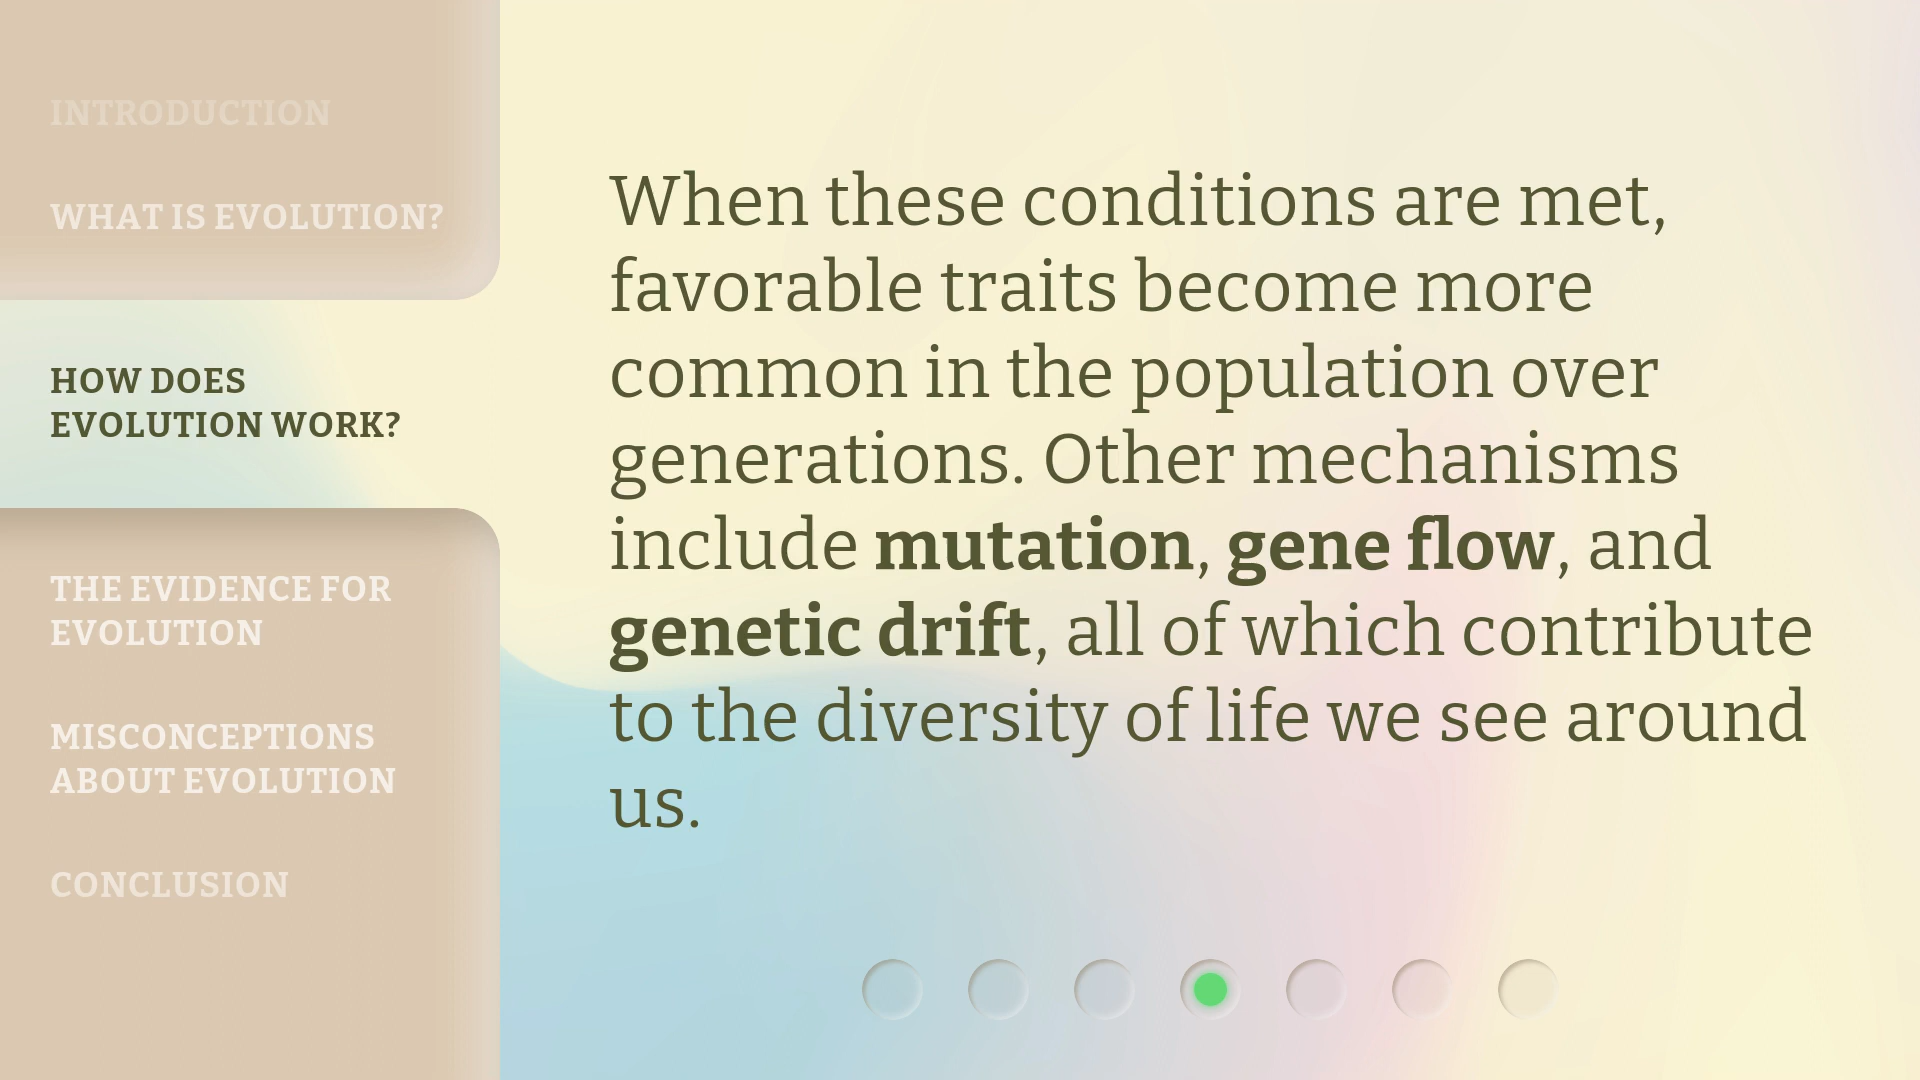 INTRODUCTION
WHAT IS EVOLUTION?
HOW DOES
EVOLUTION WORK?
THE EVIDENCE FOR
EVOLUTION
MISCONCEPTIONS
ABOUT EVOLUTION
CONCLUSION
When these conditions are met,
favorable traits become more
common in the population over
generations. Other mechanisms
include mutation, gene flow, and
genetic drift, all of which contribute
to the diversity of life we see around
us.